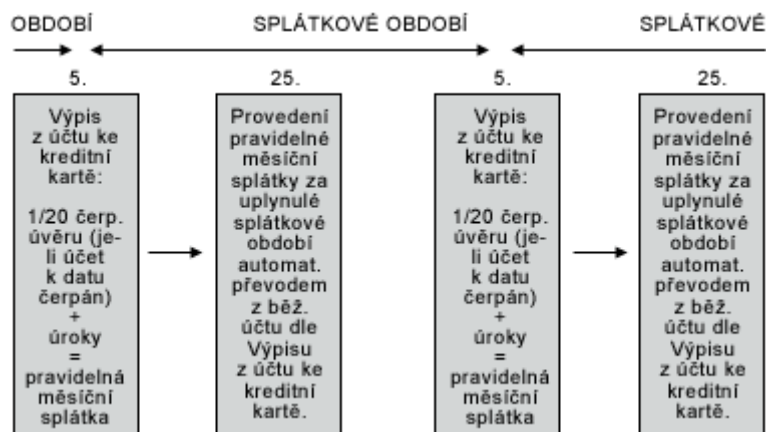 OBDOBÍ SPLÁTKOVÉ OBDOBÍ SPLÁTKOVÉ
5. 25. 5. 25.
Výpis
z účtu ke
kreditní
kartě:
1/20 čerp.
úvěru (je-
li účet
k datu
čerpán)
+
úroky
=
pravidelná
měsíční
splátka
Provedení
pravidelné
měsíční
splátky za
uplynulé
splátkové
období
automat.
převodem
z běž.
účtu dle
Výpisu
z účtu ke
kreditní
kartě.
Výpis
z účtu ke
kreditní
kartě:
1/20 čerp.
úvěru (je-
li účet
k datu
čerpán)
+
úroky
=
pravidelná
měsíční
splátka
Provedení
pravidelné
měsíční
splátky za
uplynulé
splátkové
období
automat.
převodem
z běž.
účtu dle
Výpisu
z účtu ke
kreditní
kartě.